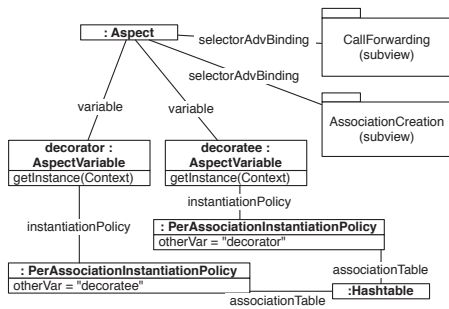 : Aspect
selectorAdvBinding
CallForwarding
(subview)
selectorAdvBinding
AssociationCreation
(subview)
variable
variable
decorator :
AspectVariable
getInstance(Context)
decoratee :
AspectVariable
getInstance(Context)
instantiationPolicy
instantiationPolicy
: PerAssociationInstantiationPolicy
otherVar = "decorator"
: PerAssociationInstantiationPolicy
otherVar = "decoratee"
associationTable
associationTable
:Hashtable